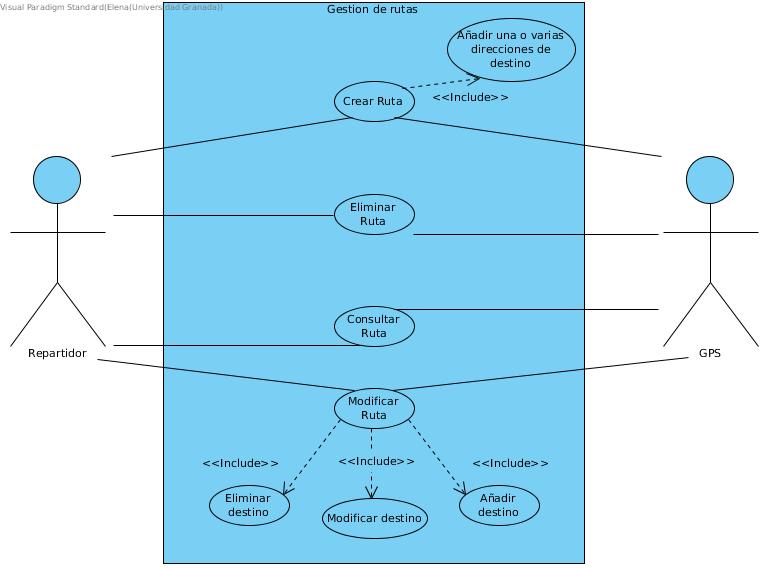 Visual Paradigm Standard(Elena(Universidad Granada))
Gestion de rutas
Añadir una o varias
direcciones de
destino
Crear Ruta
<<Include>>
Eliminar
Ruta
Consultar
Ruta
Repartidor
GPS
Modificar
Ruta
<<Include>>
<<Include>>
<<Include>>
Eliminar
destino
Modificar destino
Añadir
destino